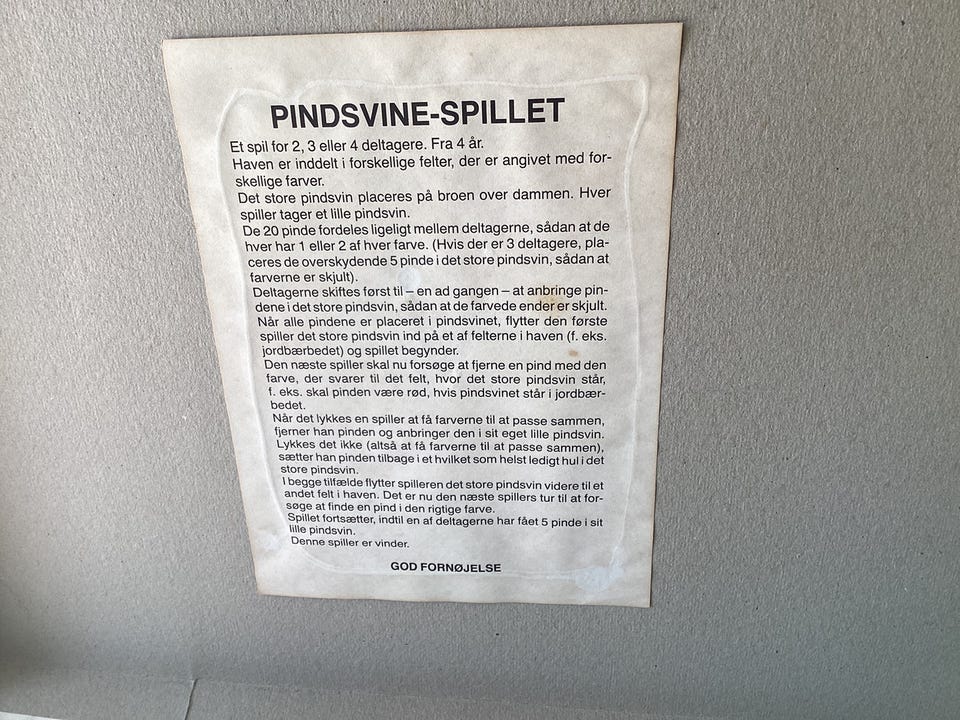 PINDSVINE-SPILLET
Et spil for 2, 3 eller 4 deltagere. Fra 4 år.
Haven er inddelt i forskellige felter, der er angivet med for-
skellige farver.
Det store pindsvin placeres på broen over dammen. Hver
spiller tager et lille pindsvin.
De 20 pinde fordeles ligeligt mellem deltagerne, sådan at de
hver har 1 eller 2 af hver farve. (Hvis der er 3 deltagere, pla-
ceres de overskydende 5 pinde i det store pindsvin, sådan at
farverne er skjult).
Deltagerne skiftes først til – en ad gangen – at anbringe pin-
dene i det store pindsvin, sådan at de farvede ender er skjult.
Når alle pindene er placeret i pindsvinet, flytter den første
spiller det store pindsvin ind på et af felterne i haven (f. eks.
jordbærbedet) og spillet begynder.
Den næste spiller skal nu forsøge at fjerne en pind med den
farve, der svarer til det felt, hvor det store pindsvin står,
f. eks. skal pinden være rød, hvis pindsvinet står i jordbær-
bedet.
Når det lykkes en spiller at få farverne til at passe sammen,
fjerner han pinden og anbringer den i sit eget lille pindsvin.
Lykkes det ikke (altså at få farverne til at passe sammen),
sætter han pinden tilbage i et hvilket som helst ledigt hul i det
store pindsvin.
I begge tilfælde flytter spilleren det store pindsvin videre til et
andet felt i haven. Det er nu den næste spillers tur til at for-
søge at finde en pind i den rigtige farve.
Spillet fortsætter, indtil en af deltagerne har fået 5 pinde i sit
lille pindsvin.
Denne spiller er vinder.
GOD FORNØJELSE